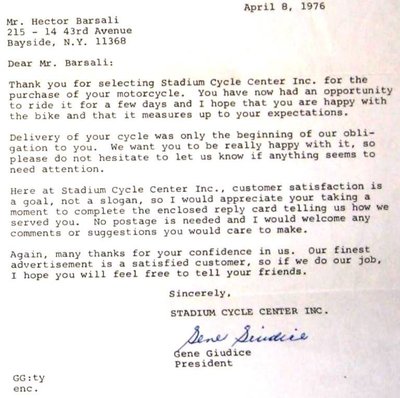 April 8, 1976
Mr. Hector Barsali
215 - 14 43rd Avenue
Bayside, N.Y. 11368
Dear Mr. Barsali:
Thank you for selecting Stadium Cycle Center Inc. for the
purchase of your motorcycle. You have now had an opportunity
to ride it for a few days and I hope that you are happy with
the bike and that it measures up to your expectations.
Delivery of your cycle was only the beginning of our obli-
gation to you. We want you to be really happy with it, so
please do not hesitate to let us know if anything seems to
need attention.
Here at Stadium Cycle Center Inc., customer satisfaction is
a goal, not a slogan, so I would appreciate your taking a
moment to complete the enclosed reply card telling us how we
served you. No postage is needed and I would welcome any
comments or suggestions you would care to make.
Again, many thanks for your confidence in us. Our finest
advertisement is a satisfied customer, so if we do our job,
I hope you will feel free to tell your friends.
Sincerely,
STADIUM CYCLE CENTER INC.
Gene Giudice
Gene Giudice
President
GG:ty
enc.